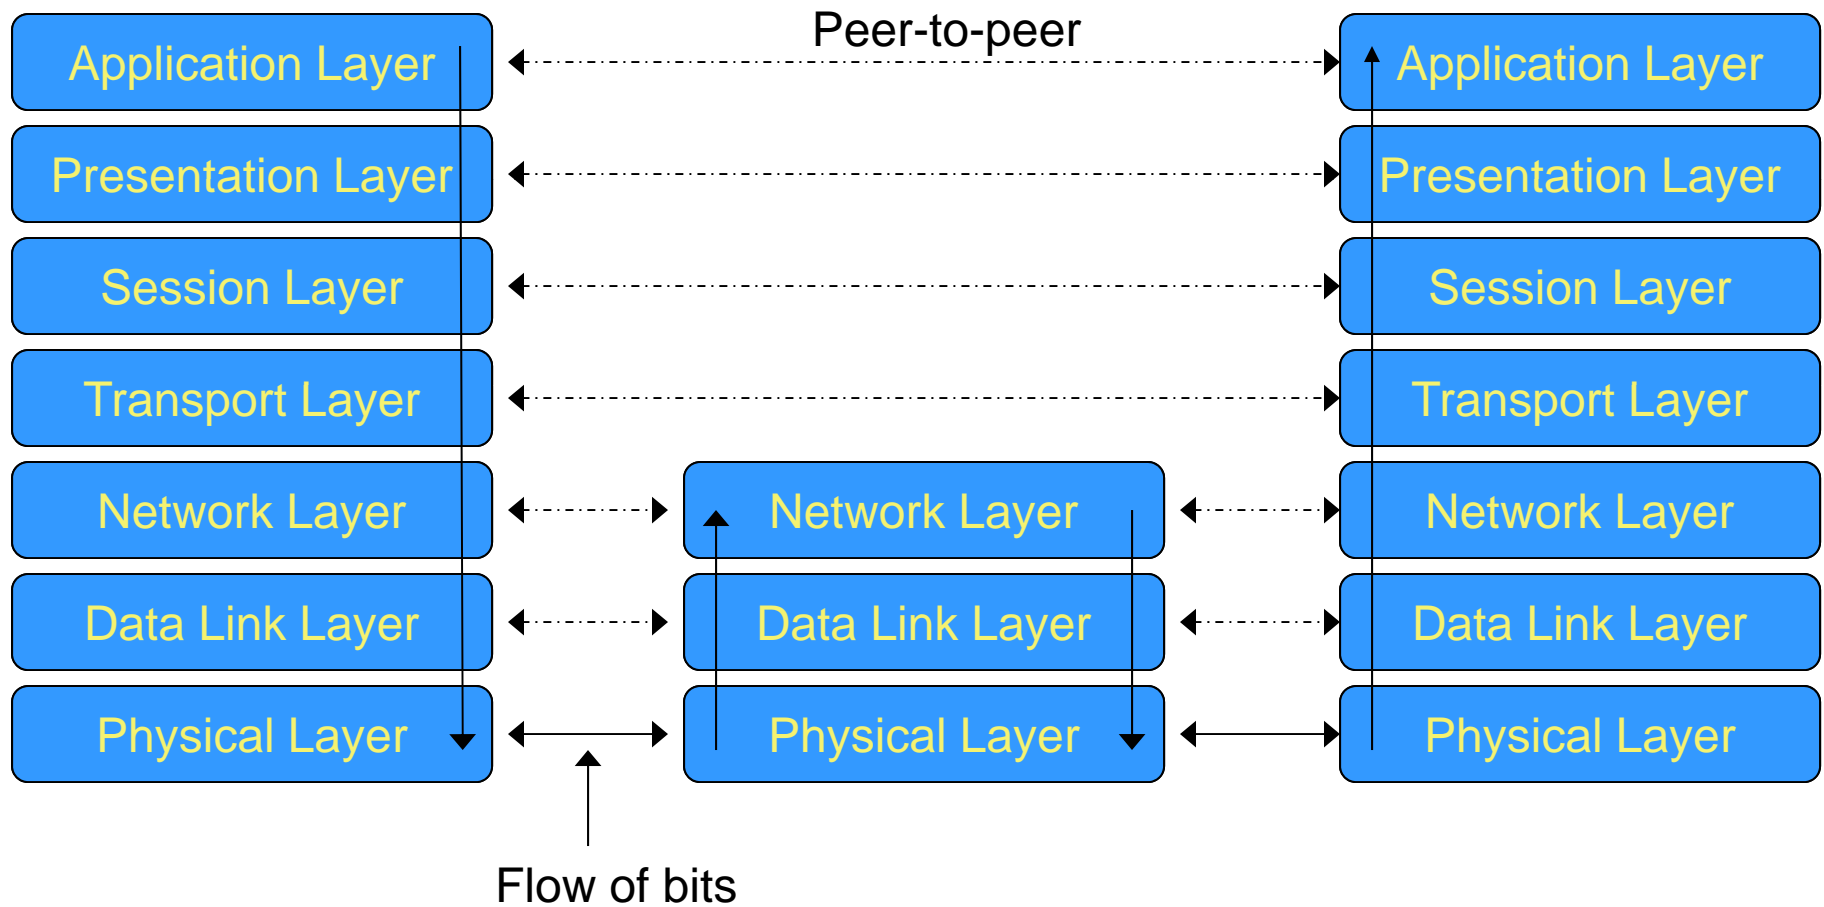 Peer-to-peer
Application Layer
Application Layer
Presentation Layer
Presentation Layer
Session Layer
Session Layer
Transport Layer
Transport Layer
Network Layer
Network Layer
Network Layer
Data Link Layer
Data Link Layer
Data Link Layer
Physical Layer
Physical Layer
Physical Layer
Flow of bits